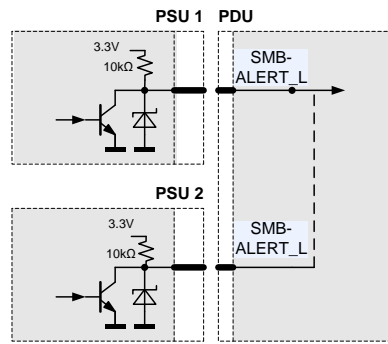 PSU 1 PDU
3.3V
10kΩ
SMB-
ALERT_L
PSU 2
3.3V
10kΩ
SMB-
ALERT_L